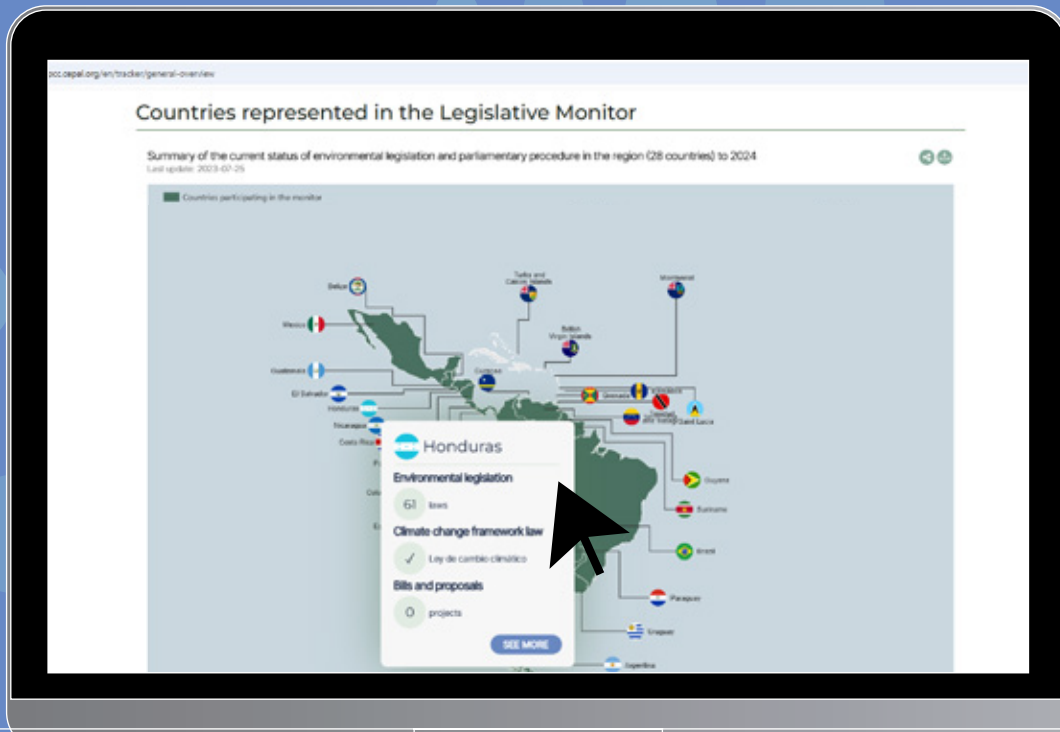 pcc.cepal.org/en/tracker/general-overview
Countries represented in the Legislative Monitor
Summary of the current status of environmental legislation and parliamentary procedure in the region (28 countries) to 2024
Last update: 2023-07-25
Countries participating in the monitor
Belize
Turks and
Caicos Islands
Montserrat
Mexico
British
Virgin Islands
Guatemala
Curacao
El Salvador
Grenada
Honduras
Saint Lucia
Nicaragua
Costa Rica
Honduras
Environmental legislation
61 laws
Climate change framework law
✓ Ley de cambio climático
Bills and proposals
0 projects
SEE MORE
Guyana
Suriname
Brazil
Paraguay
Uruguay
Argentina